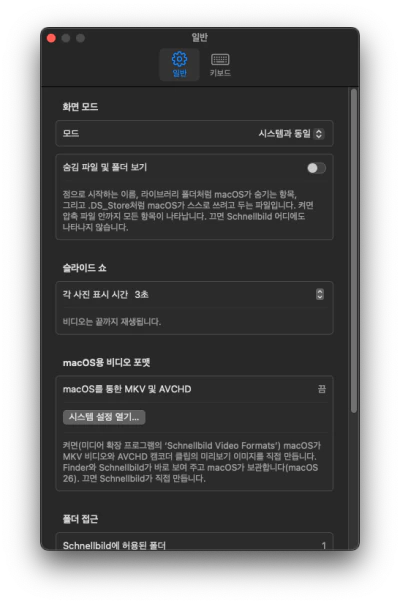 일반
일반
키보드
화면 모드
모드 시스템과 동일
숨김 파일 및 폴더 보기
점으로 시작하는 이름, 라이브러리 폴더처럼 macOS가 숨기는 항목,
그리고 .DS_Store처럼 macOS가 스스로 쓰려고 두는 파일입니다. 켜면
압축 파일 안까지 모든 항목이 나타납니다. 끄면 Schnellbild 어디에도
나타나지 않습니다.
슬라이드 쇼
각 사진 표시 시간 3초
비디오는 끝까지 재생됩니다.
macOS용 비디오 포맷
macOS를 통한 MKV 및 AVCHD 끔
시스템 설정 열기...
켜면(미디어 확장 프로그램의 ‘Schnellbild Video Formats’) macOS가
MKV 비디오와 AVCHD 캠코더 클립의 미리보기 이미지를 직접 만듭니다.
Finder와 Schnellbild가 바로 보여 주고 macOS가 보관합니다(macOS
26). 끄면 Schnellbild가 직접 만듭니다.
폴더 접근
Schnellbild에 허용된 폴더 1